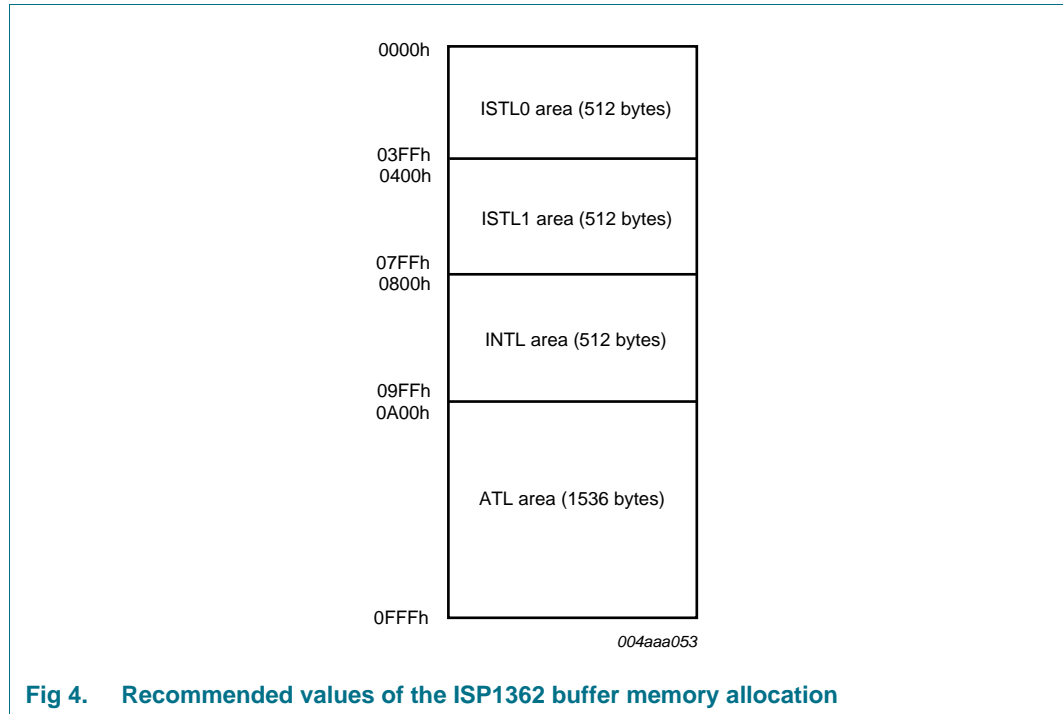 0000h
ISTL0 area (512 bytes)
03FFh
0400h
ISTL1 area (512 bytes)
07FFh
0800h
INTL area (512 bytes)
09FFh
0A00h
ATL area (1536 bytes)
0FFFh
004aaa053
Fig 4. Recommended values of the ISP1362 buffer memory allocation